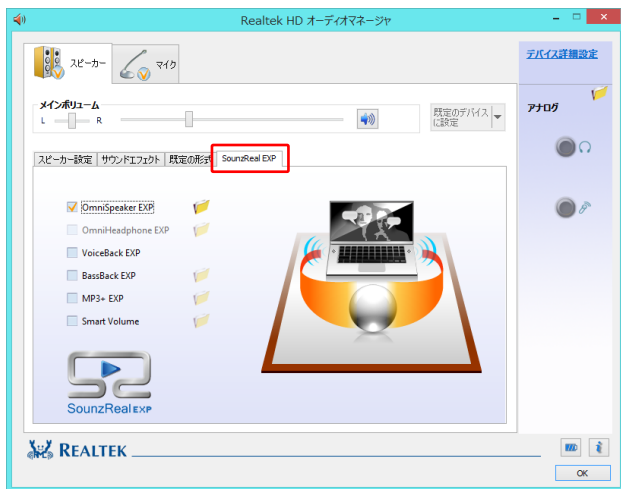 Realtek HD オーディオマネージャ
スピーカー
マイク
デバイス詳細設定
メインボリューム
L
R
既定のデバイス
に設定
アナログ
スピーカー設定
サウンドエフェクト
既定の形式
SounzReal EXP
OmniSpeaker EXP
OmniHeadphone EXP
VoiceBack EXP
BassBack EXP
MP3+ EXP
Smart Volume
SounzReal EXP
REALTEK
OK